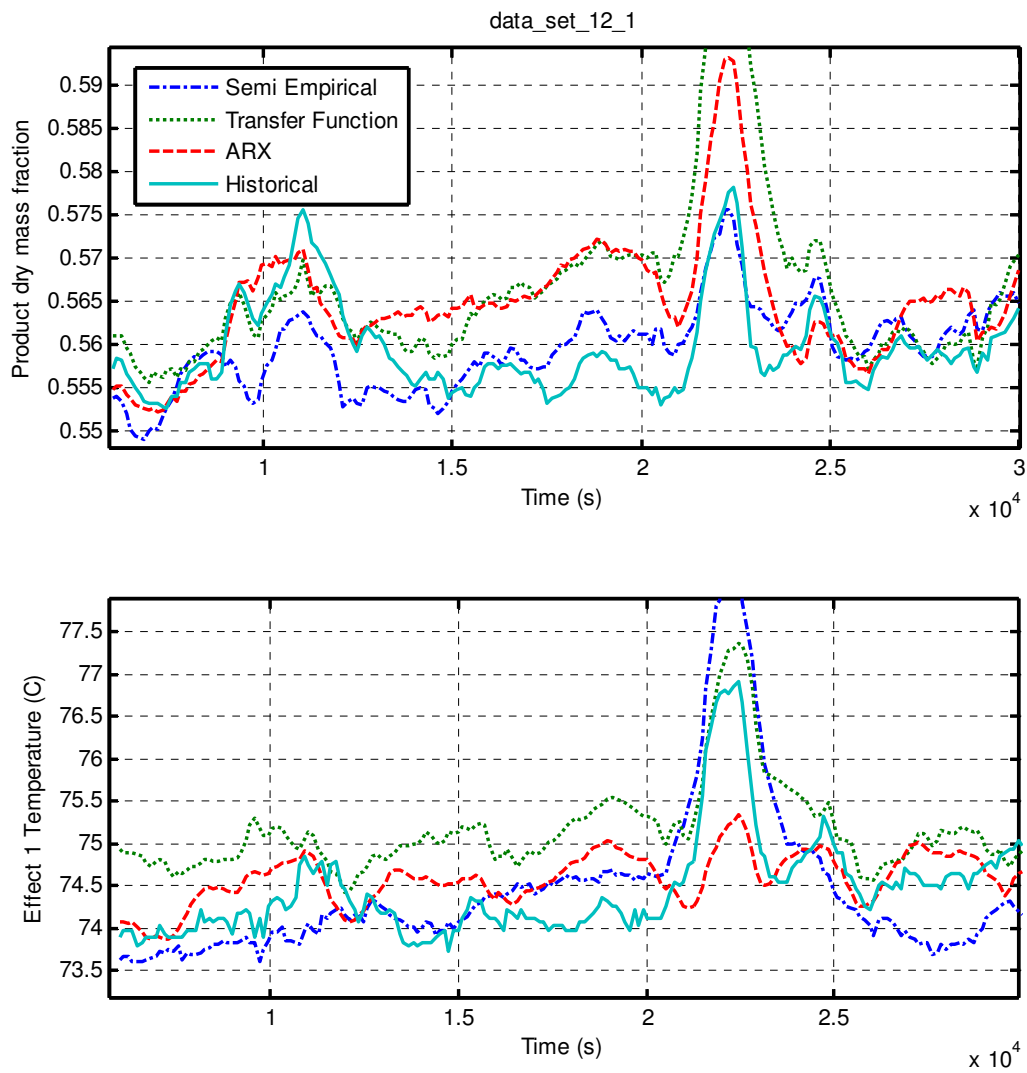 data_set_12_1
0.59
0.585
0.58
0.575
0.57
0.565
0.56
0.555
0.55
Product dry mass fraction
Semi Empirical
Transfer Function
ARX
Historical
1
1.5
2
2.5
3
Time (s)
x 10^4
77.5
77
76.5
76
75.5
75
74.5
74
73.5
Effect 1 Temperature (C)
1
1.5
2
2.5
Time (s)
x 10^4